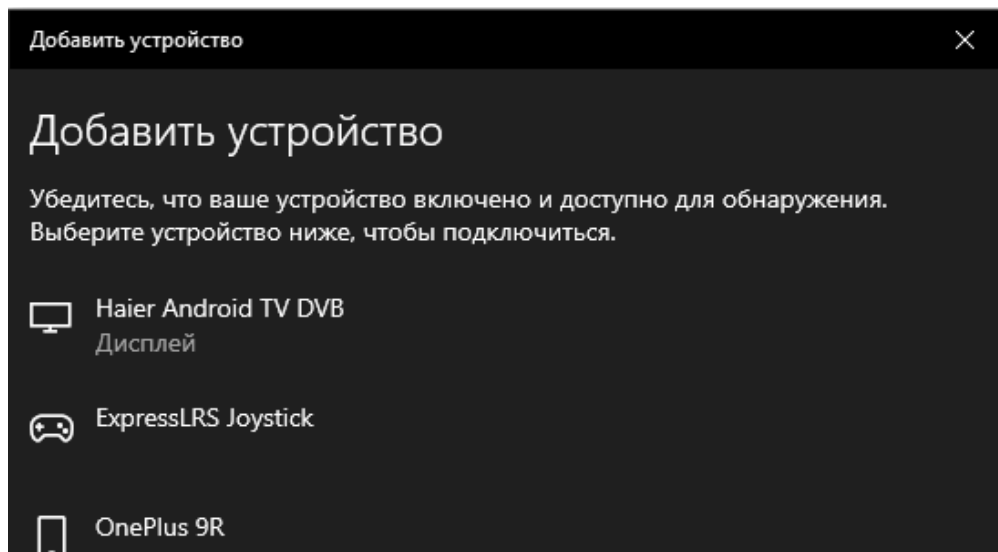 Добавить устройство
Добавить устройство
Убедитесь, что ваше устройство включено и доступно для обнаружения.
Выберите устройство ниже, чтобы подключиться.
Haier Android TV DVB
Дисплей
ExpressLRS Joystick
OnePlus 9R